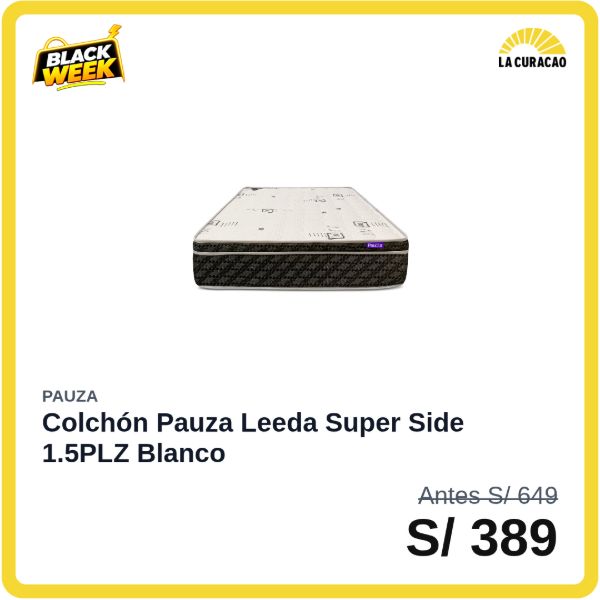 BLACK
WEEK
LA CURACAO
Pauza
PAUZA
Colchón Pauza Leeda Super Side
1.5PLZ Blanco
Antes S/ 649
S/ 389